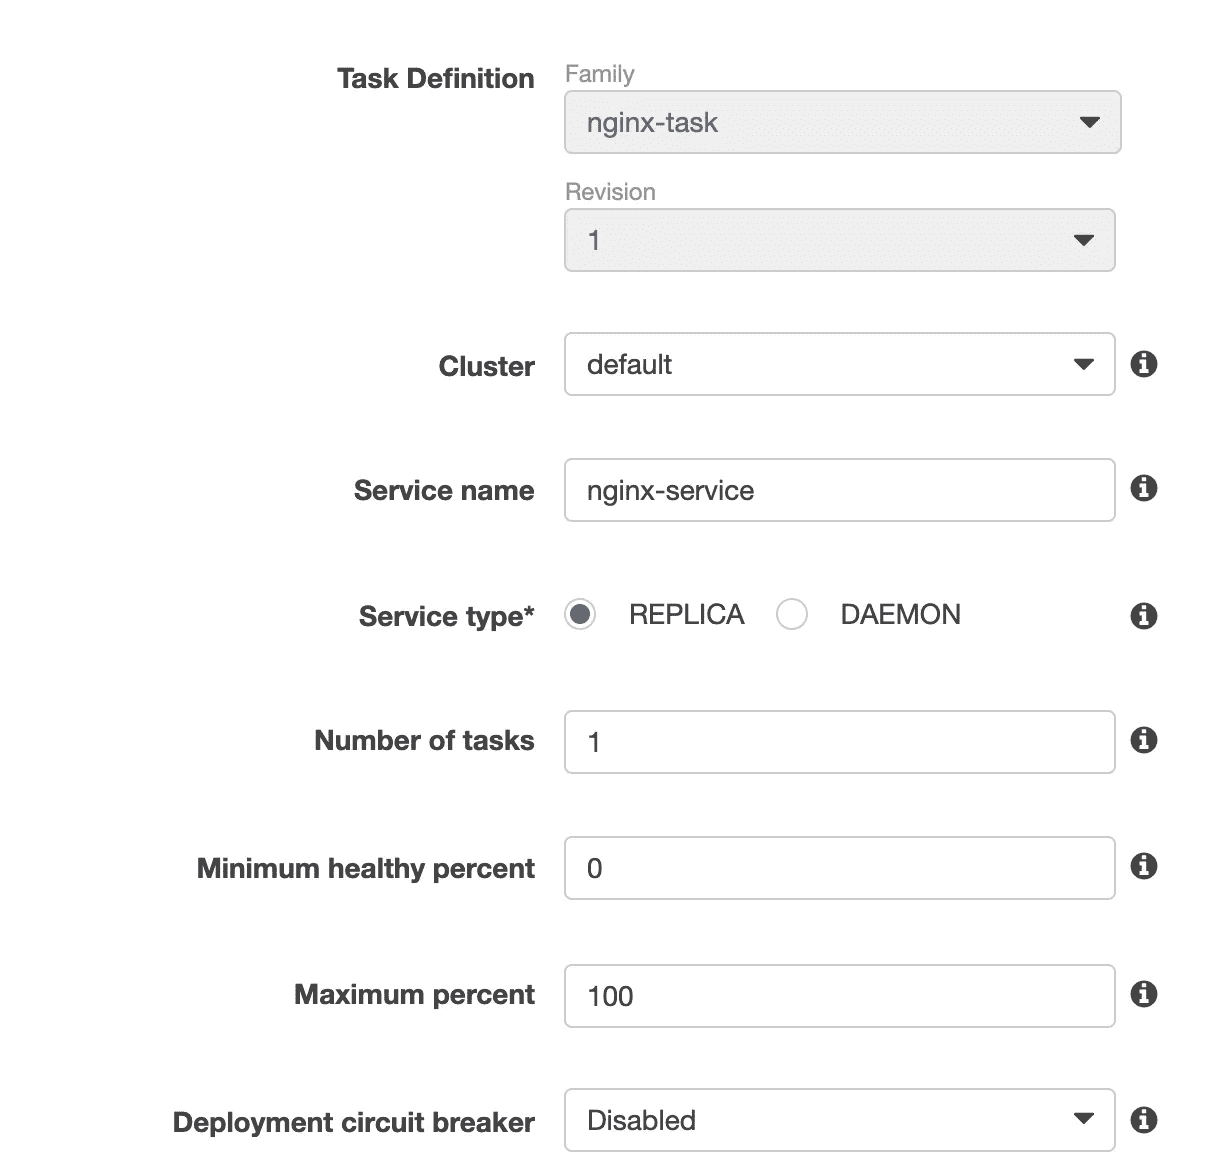 Task Definition
Family
nginx-task
Revision
1
Cluster
default
Service name
nginx-service
Service type*
REPLICA
DAEMON
Number of tasks
1
Minimum healthy percent
0
Maximum percent
100
Deployment circuit breaker
Disabled